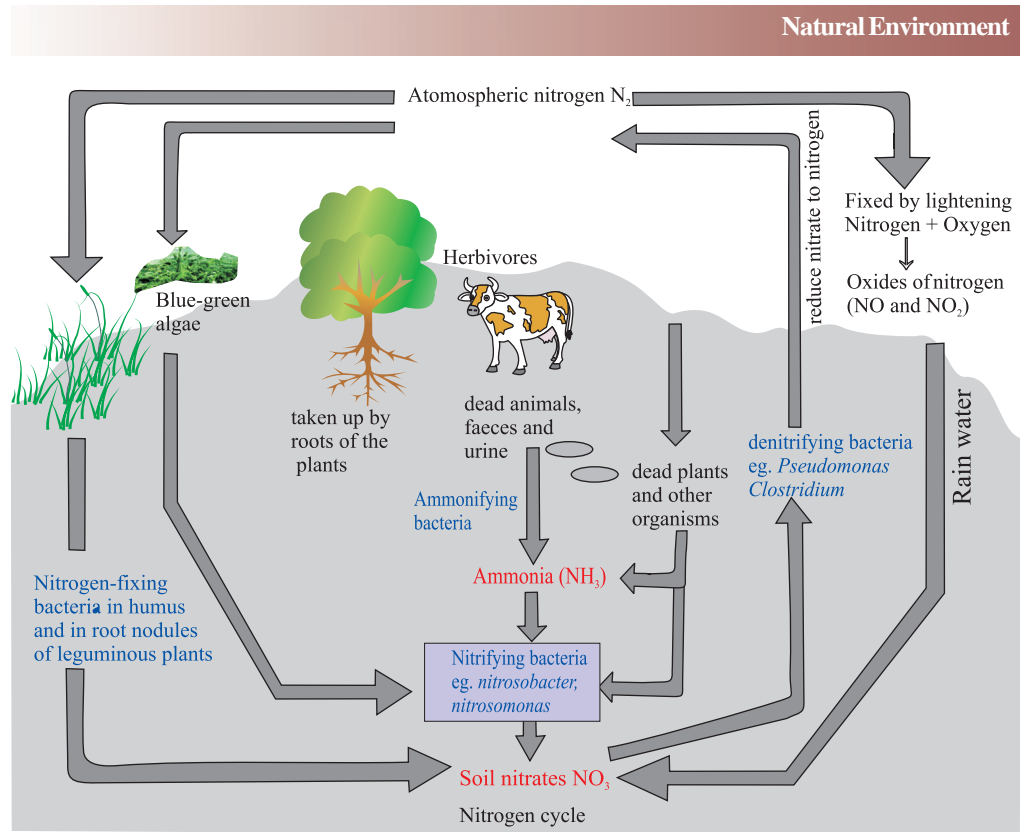 Natural Environment
Atomospheric nitrogen N₂
reduce nitrate to nitrogen
Fixed by lightening
Nitrogen + Oxygen
Oxides of nitrogen
(NO and NO₂)
Herbivores
Blue-green
algae
taken up by
roots of the
plants
dead animals,
faeces and
urine
Ammonifying
bacteria
dead plants
and other
organisms
denitrifying bacteria
eg. Pseudomonas
Clostridium
Rain water
Ammonia (NH₃)
Nitrogen-fixing
bacteria in humus
and in root nodules
of leguminous plants
Nitrifying bacteria
eg. nitrosobacter,
nitrosomonas
Soil nitrates NO₃
Nitrogen cycle